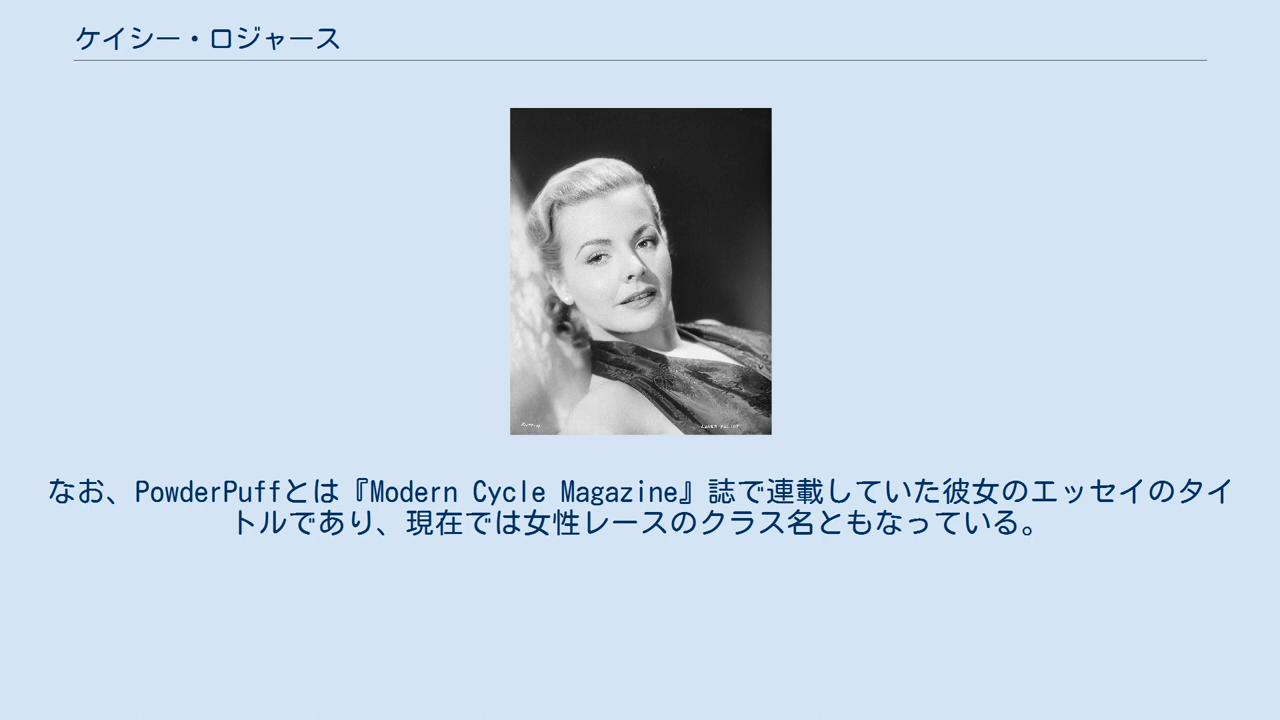 ケイシー・ロジャース
なお、PowderPuffとは『Modern Cycle Magazine』誌で連載していた彼女のエッセイのタイ
トルであり、現在では女性レースのクラス名ともなっている。